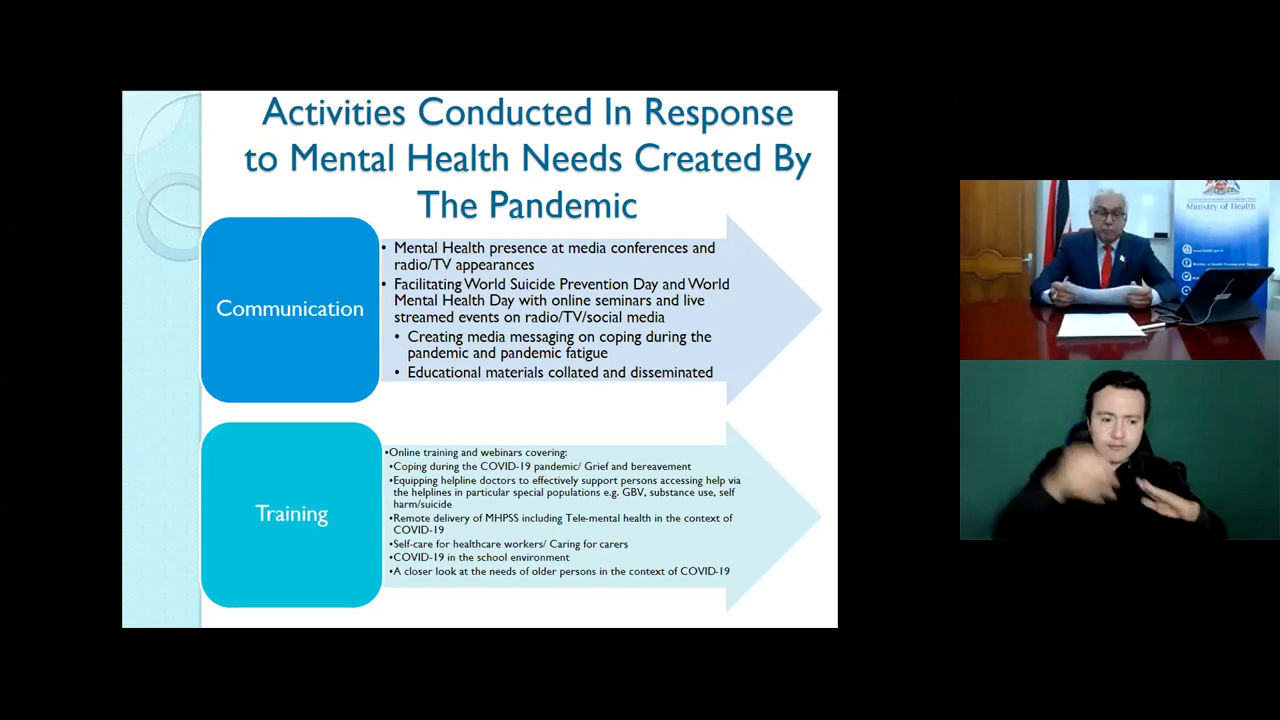 Activities Conducted In Response
to Mental Health Needs Created By
The Pandemic
Communication
• Mental Health presence at media conferences and
radio/TV appearances
• Facilitating World Suicide Prevention Day and World
Mental Health Day with online seminars and live
streamed events on radio/TV/social media
• Creating media messaging on coping during the
pandemic and pandemic fatigue
• Educational materials collated and disseminated
Training
•Online training and webinars covering:
•Coping during the COVID-19 pandemic/ Grief and bereavement
•Equipping helpline doctors to effectively support persons accessing help via
the helplines in particular special populations e.g. GBV, substance use, self
harm/suicide
•Remote delivery of MHPSS including Tele-mental health in the context of
COVID-19
•Self-care for healthcare workers/ Caring for carers
•COVID-19 in the school environment
•A closer look at the needs of older persons in the context of COVID-19
Ministry of Health